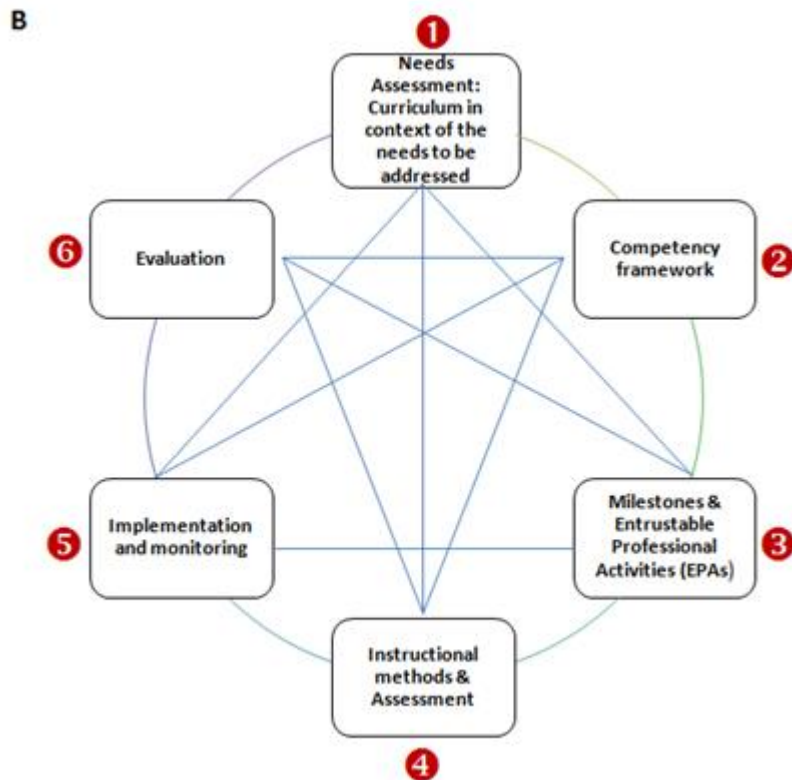 B
1
Needs
Assessment:
Curriculum in
context of the
needs to be
addressed
6
Evaluation
Competency
framework
2
5
Implementation
and monitoring
Milestones &
Entrustable
Professional
Activities (EPAs)
3
Instructional
methods &
Assessment
4